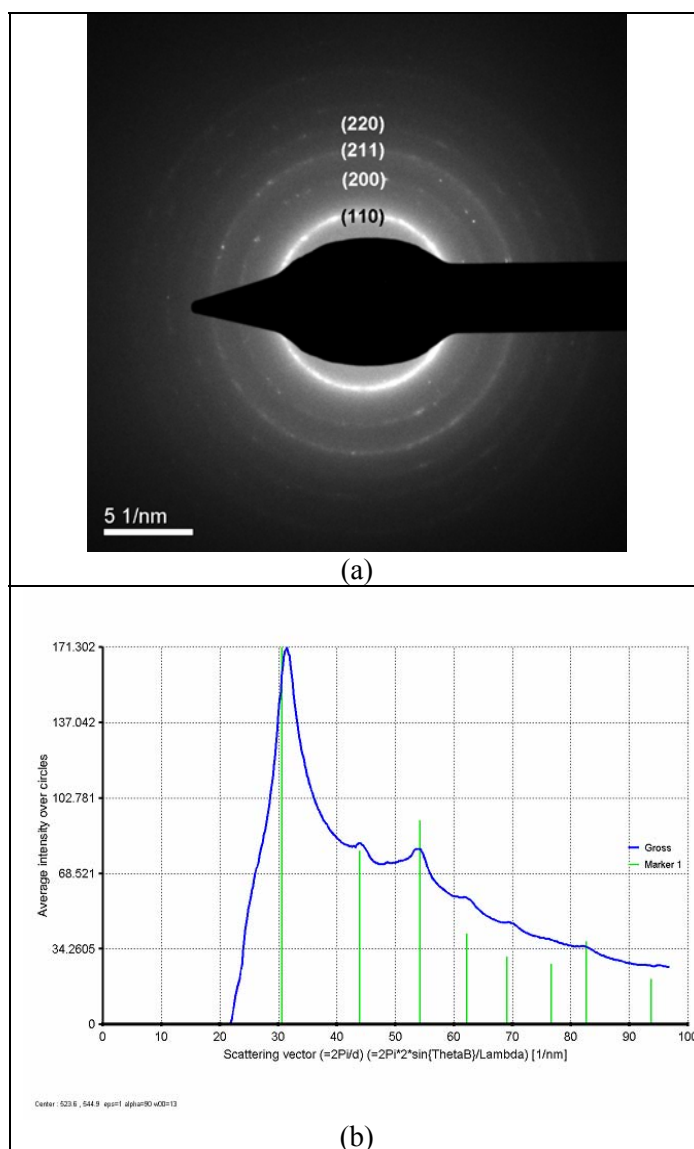 (220)
(211)
(200)
(110)
5 1/nm
(a)
171.302
137.042
102.781
68.521
34.2605
0
Average intensity over circles
Gross
Marker 1
0 10 20 30 40 50 60 70 80 90 100
Scattering vector (=2Pi/d) (=2Pi*2*sin{ThetaB}/Lambda) [1/nm]
Center : 523.6 , 544.9 eps=1 alpha=90 w00=13
(b)